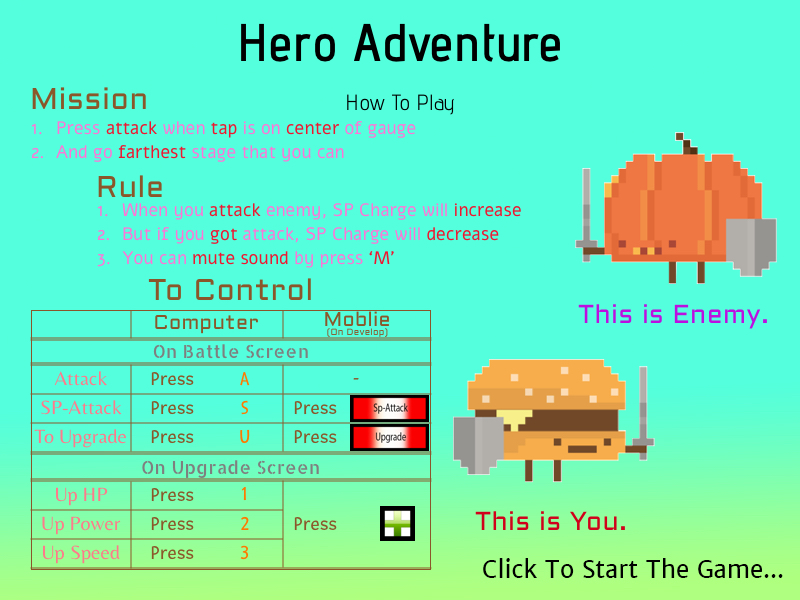 Hero Adventure
Mission
How To Play
1. Press attack when tap is on center of gauge
2. And go farthest stage that you can
Rule
1. When you attack enemy, SP Charge will increase
2. But if you got attack, SP Charge will decrease
3. You can mute sound by press ‘M’
To Control
Computer Moblie
(On Develop)
On Battle Screen
Attack Press A -
SP-Attack Press S Press Sp-Attack
To Upgrade Press U Press Upgrade
On Upgrade Screen
Up HP Press 1
Up Power Press 2 Press
Up Speed Press 3
This is Enemy.
This is You.
Click To Start The Game...